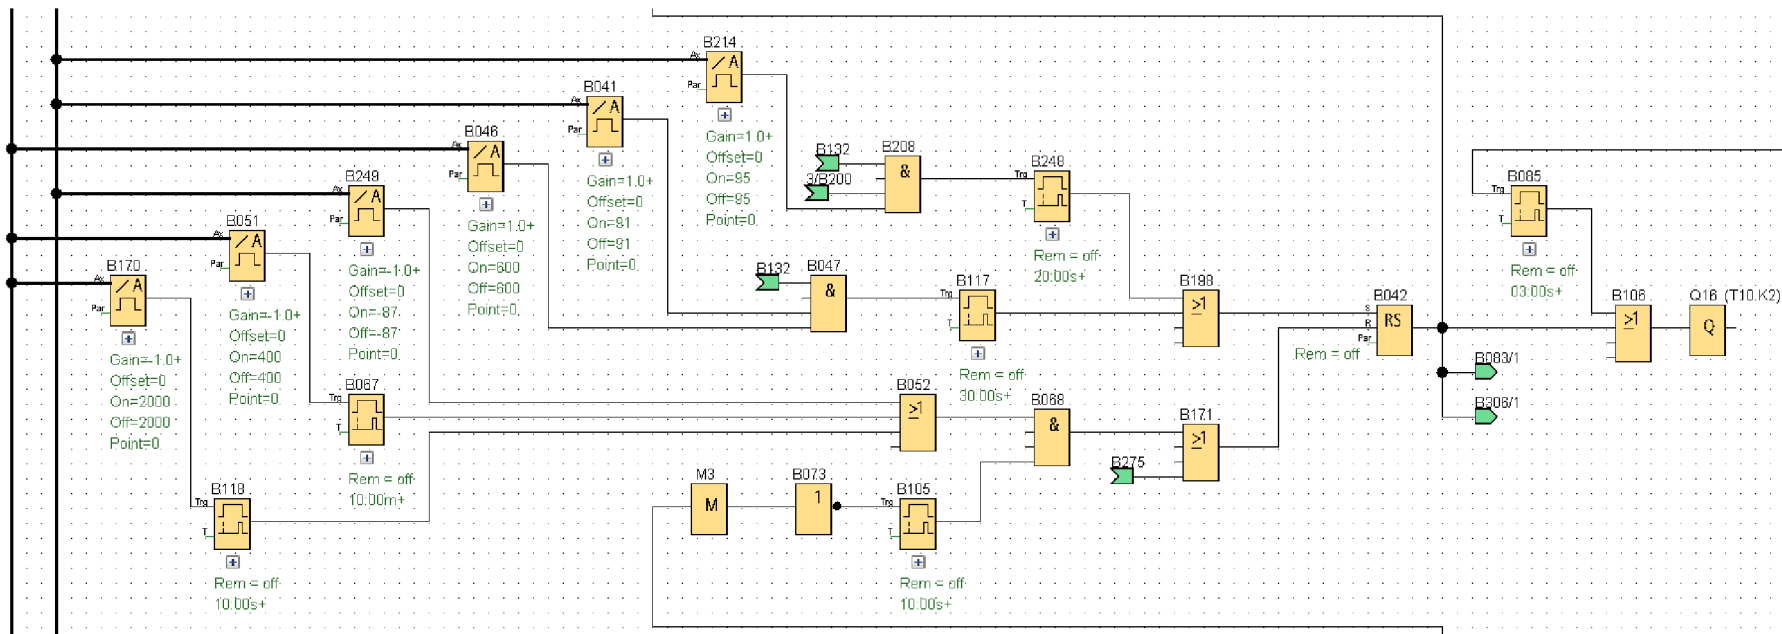 B214
Ax
/ A
Par
Gain=1.0+
Offset=0
On=95
Off=95
Point=0
B041
Ax
/ A
Par
Gain=1.0+
Offset=0
On=91
Off=91
Point=0
B046
Ax
/ A
Par
Gain=1.0+
Offset=0
On=600
Off=600
Point=0
B249
Ax
/ A
Par
Gain=-1.0+
Offset=0
On=-87
Off=-87
Point=0
B051
Ax
/ A
Par
Gain=-1.0+
Offset=0
On=400
Off=400
Point=0
B170
Ax
/ A
Par
Gain=-1.0+
Offset=0
On=2000
Off=2000
Point=0
B132
3/B200
B208
&
B248
Trg
T
Rem = off
20:00s+
B132
B047
&
B117
Trg
T
Rem = off
30:00s+
B198
≥1
B042
S
R
Par
RS
Rem = off
B085
Trg
T
Rem = off
03:00s+
B106
≥1
Q16 (T10.K2)
Q
B083/1
B306/1
B067
Trg
T
Rem = off
10:00m+
B052
≥1
B068
&
B171
≥1
B275
B118
Trg
T
Rem = off
10:00s+
M3
M
B073
1
B105
Trg
T
Rem = off
10:00s+